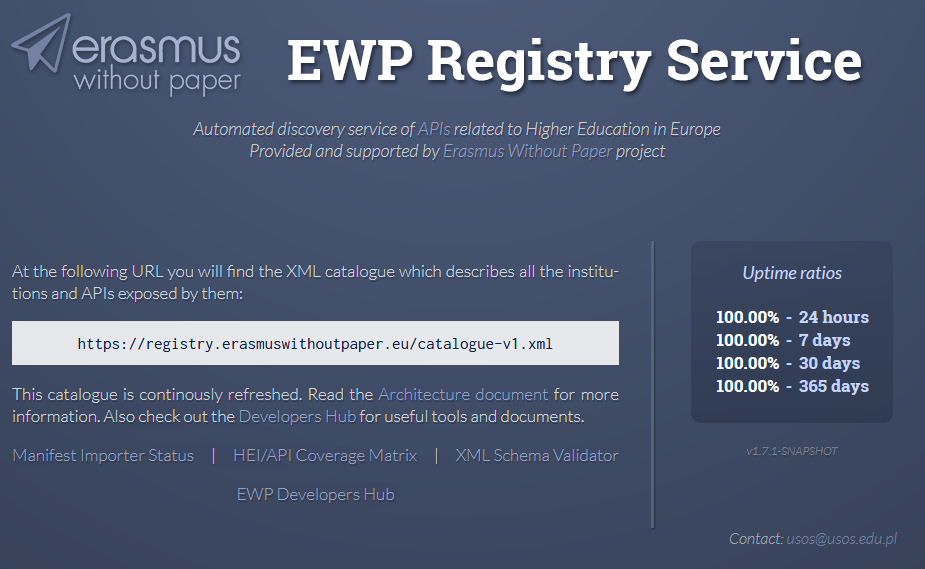 erasmus
without paper
EWP Registry Service
Automated discovery service of APIs related to Higher Education in Europe
Provided and supported by Erasmus Without Paper project
At the following URL you will find the XML catalogue which describes all the institu-
tions and APIs exposed by them:
https://registry.erasmuswithoutpaper.eu/catalogue-v1.xml
This catalogue is continously refreshed. Read the Architecture document for more
information. Also check out the Developers Hub for useful tools and documents.
Manifest Importer Status | HEI/API Coverage Matrix | XML Schema Validator
EWP Developers Hub
Uptime ratios
100.00% - 24 hours
100.00% - 7 days
100.00% - 30 days
100.00% - 365 days
v1.7.1-SNAPSHOT
Contact: usos@usos.edu.pl